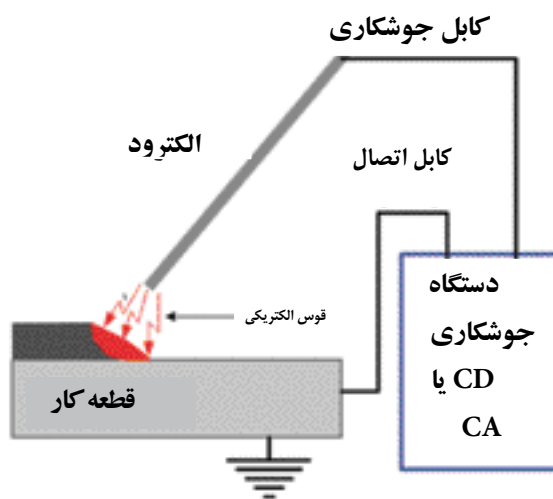 کابل جوشکاری
الکترود
کابل اتصال
قوس الکتریکی
دستگاه
جوشکاری
CD یا
CA
قطعه کار